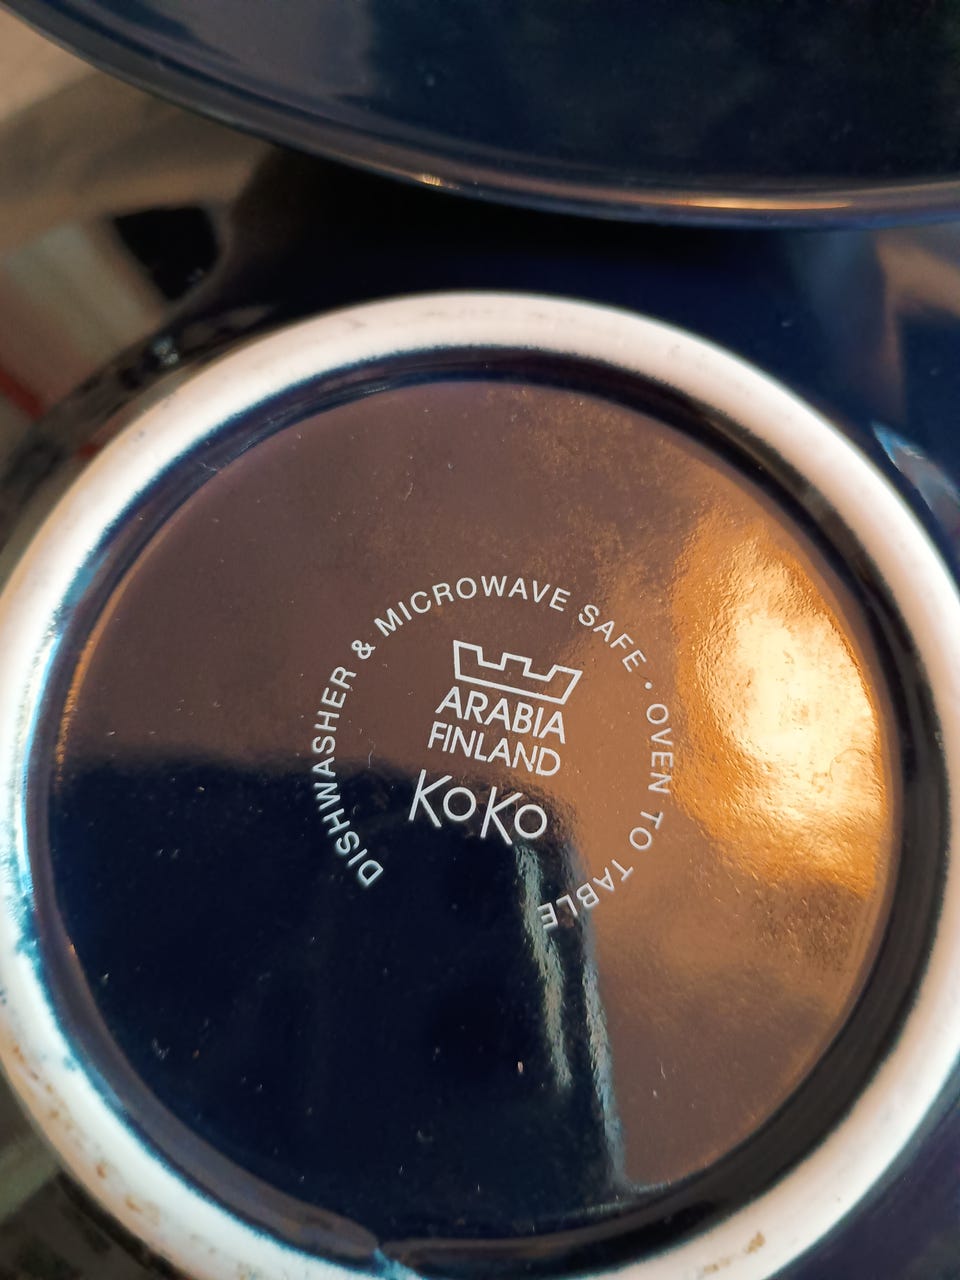 DISHWASHER & MICROWAVE SAFE · OVEN TO TABLE
ARABIA
FINLAND
KoKo